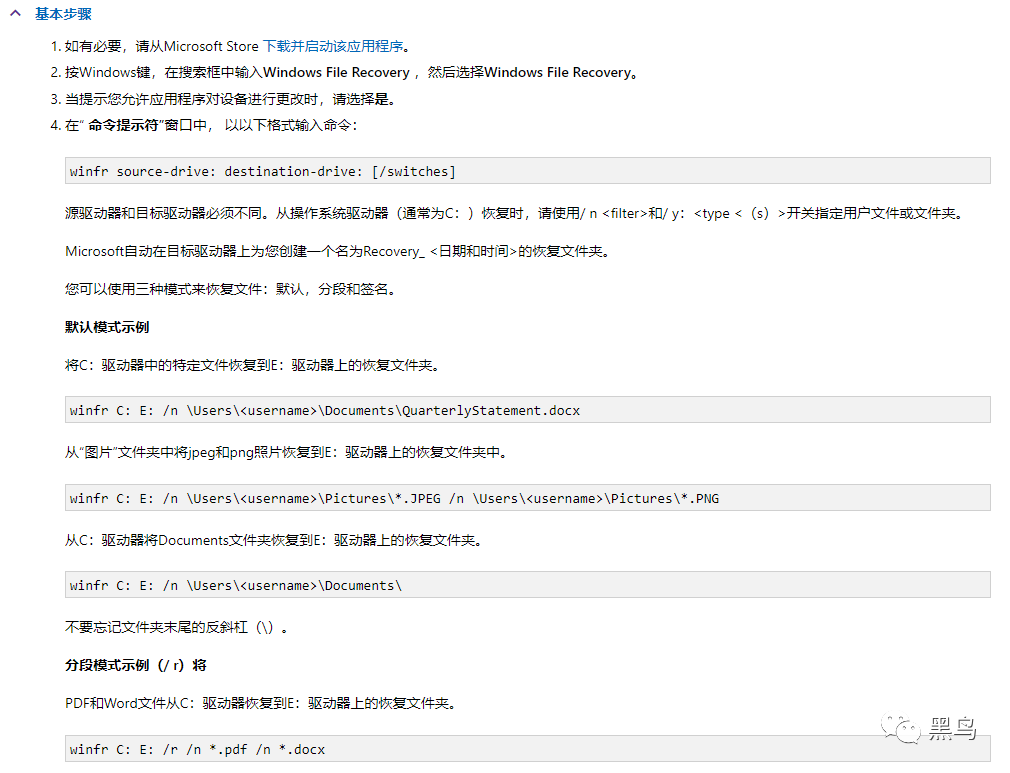 基本步骤
1. 如有必要，请从Microsoft Store 下载并启动该应用程序。
2. 按Windows键，在搜索框中输入Windows File Recovery ，然后选择Windows File Recovery。
3. 当提示您允许应用程序对设备进行更改时，请选择是。
4. 在“ 命令提示符”窗口中， 以以下格式输入命令：
winfr source-drive: destination-drive: [/switches]
源驱动器和目标驱动器必须不同。从操作系统驱动器（通常为C：）恢复时，请使用/ n <filter>和/ y：<type <（s）>开关指定用户文件或文件夹。
Microsoft自动在目标驱动器上为您创建一个名为Recovery_ <日期和时间>的恢复文件夹。
您可以使用三种模式来恢复文件：默认，分段和签名。
默认模式示例
将C：驱动器中的特定文件恢复到E：驱动器上的恢复文件夹。
winfr C: E: /n \Users\<username>\Documents\QuarterlyStatement.docx
从“图片”文件夹中将jpeg和png照片恢复到E：驱动器上的恢复文件夹中。
winfr C: E: /n \Users\<username>\Pictures\*.JPEG /n \Users\<username>\Pictures\*.PNG
从C：驱动器将Documents文件夹恢复到E：驱动器上的恢复文件夹。
winfr C: E: /n \Users\<username>\Documents\
不要忘记文件夹末尾的反斜杠（\）。
分段模式示例（/ r）将
PDF和Word文件从C：驱动器恢复到E：驱动器上的恢复文件夹。
winfr C: E: /r /n *.pdf /n *.docx
黑鸟